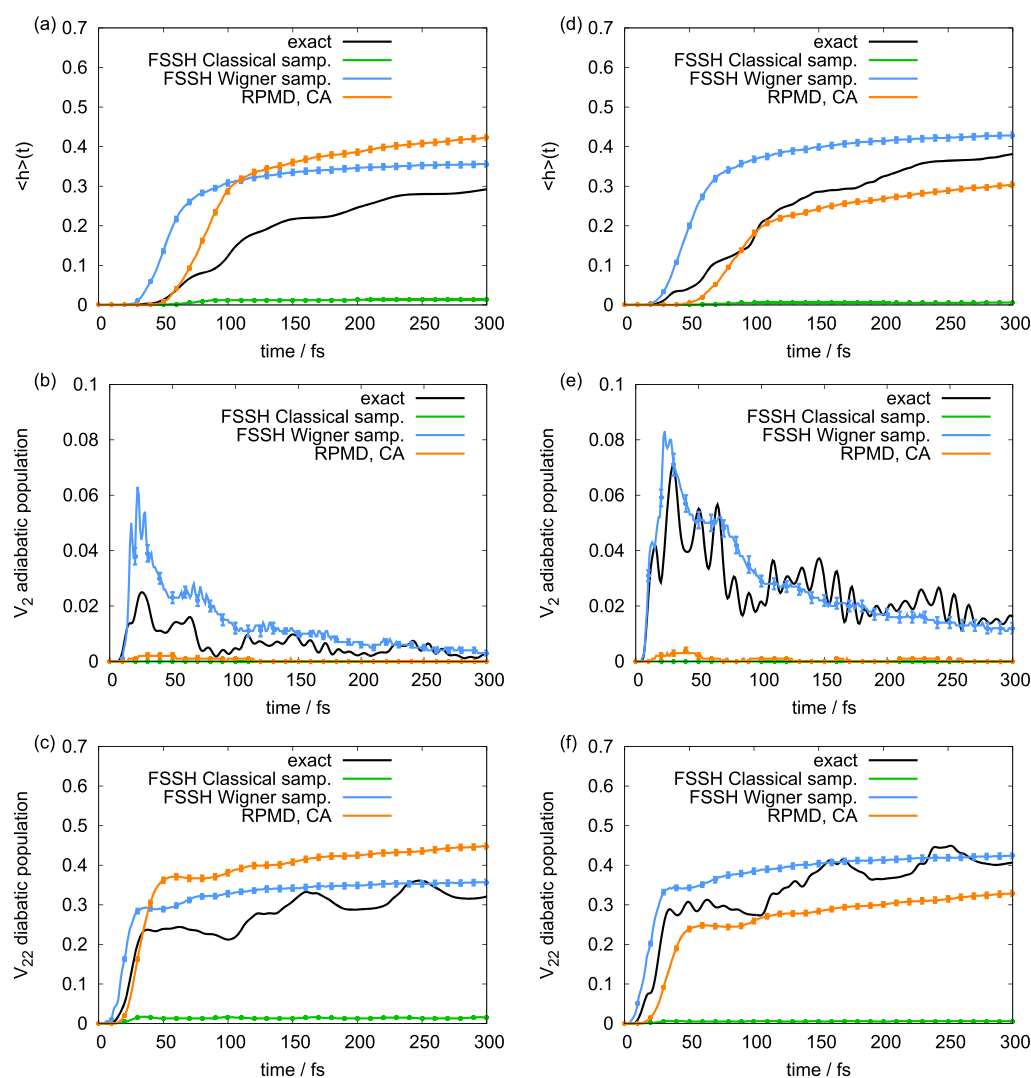 (a)
0.7
0.6
0.5
0.4
0.3
0.2
0.1
0
<h>(t)
exact
FSSH Classical samp.
FSSH Wigner samp.
RPMD, CA
0 50 100 150 200 250 300
time / fs
(d)
0.7
0.6
0.5
0.4
0.3
0.2
0.1
0
<h>(t)
exact
FSSH Classical samp.
FSSH Wigner samp.
RPMD, CA
0 50 100 150 200 250 300
time / fs
(b)
0.1
0.08
0.06
0.04
0.02
0
V2 adiabatic population
exact
FSSH Classical samp.
FSSH Wigner samp.
RPMD, CA
0 50 100 150 200 250 300
time / fs
(e)
0.1
0.08
0.06
0.04
0.02
0
V2 adiabatic population
exact
FSSH Classical samp.
FSSH Wigner samp.
RPMD, CA
0 50 100 150 200 250 300
time / fs
(c)
0.7
0.6
0.5
0.4
0.3
0.2
0.1
0
V22 diabatic population
exact
FSSH Classical samp.
FSSH Wigner samp.
RPMD, CA
0 50 100 150 200 250 300
time / fs
(f)
0.7
0.6
0.5
0.4
0.3
0.2
0.1
0
V22 diabatic population
exact
FSSH Classical samp.
FSSH Wigner samp.
RPMD, CA
0 50 100 150 200 250 300
time / fs